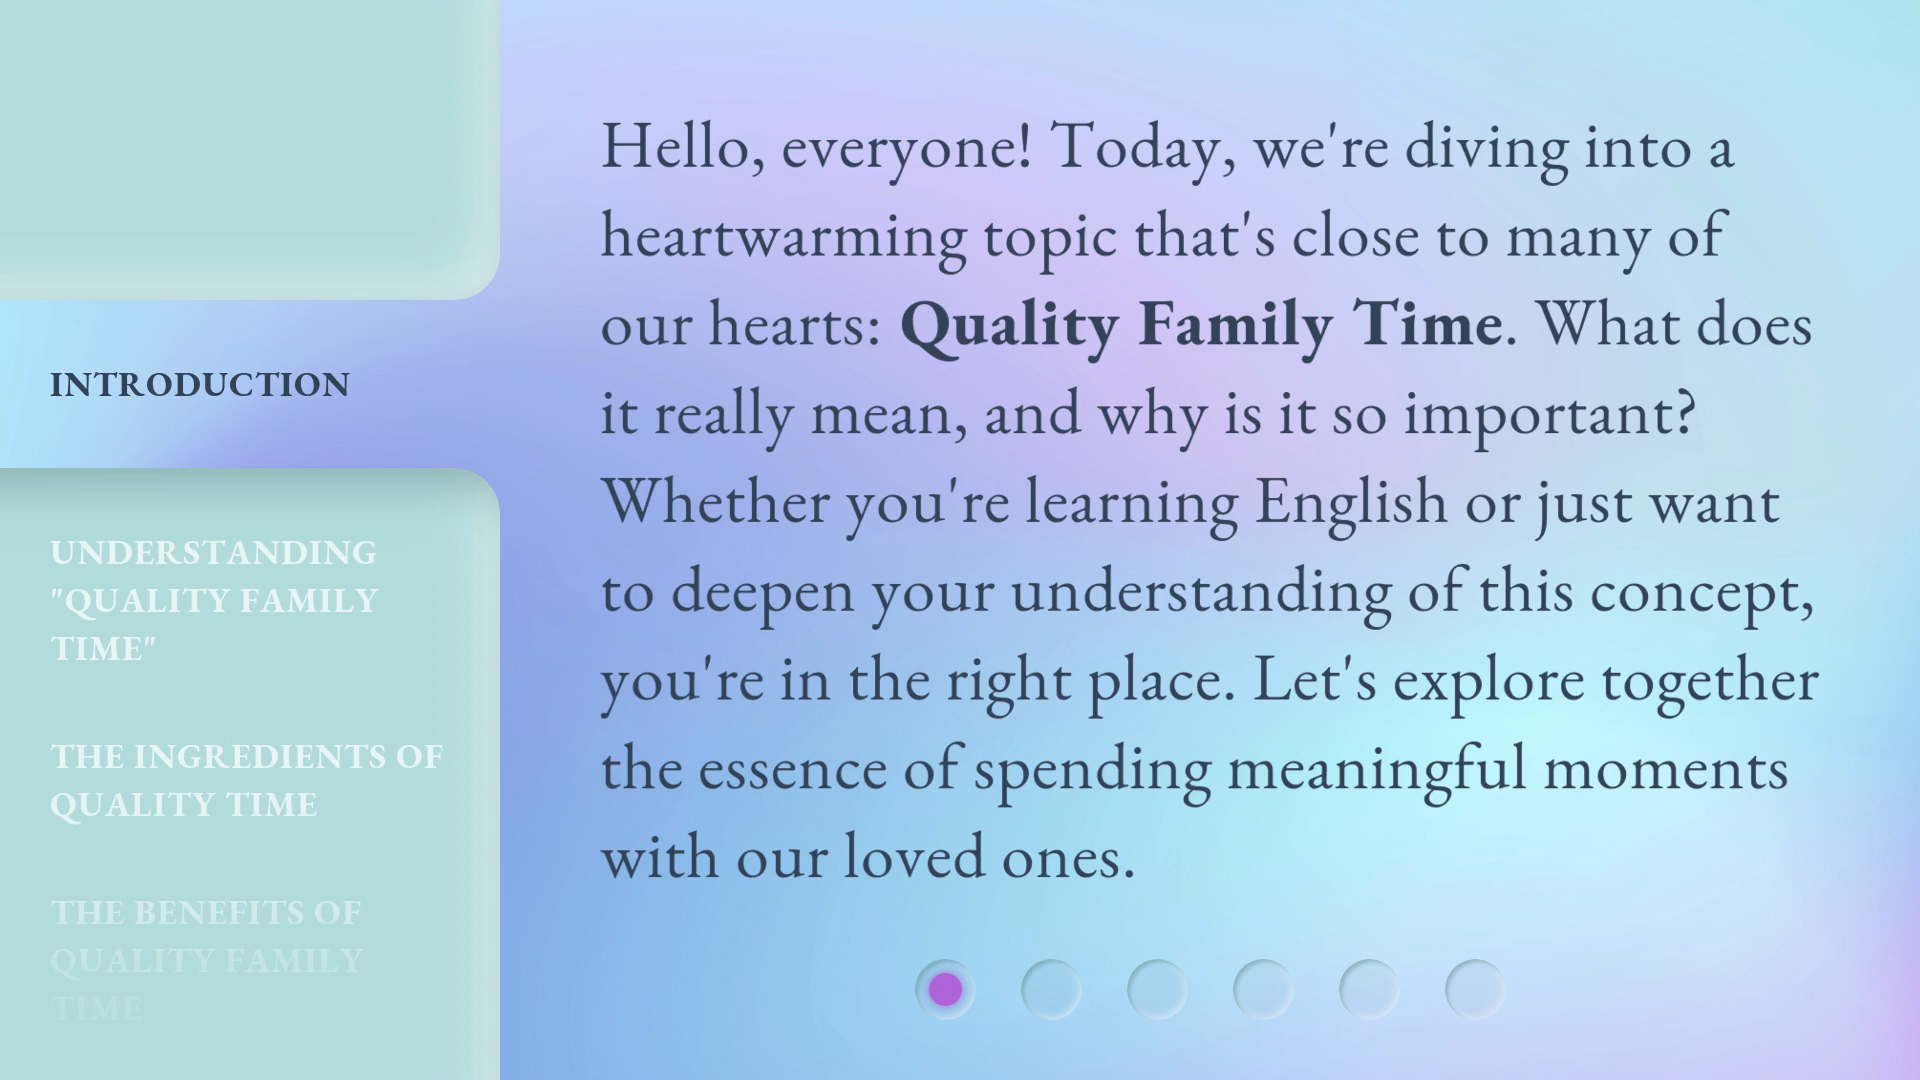 INTRODUCTION
UNDERSTANDING
"QUALITY FAMILY
TIME"
THE INGREDIENTS OF
QUALITY TIME
THE BENEFITS OF
QUALITY FAMILY
TIME
Hello, everyone! Today, we're diving into a
heartwarming topic that's close to many of
our hearts: Quality Family Time. What does
it really mean, and why is it so important?
Whether you're learning English or just want
to deepen your understanding of this concept,
you're in the right place. Let's explore together
the essence of spending meaningful moments
with our loved ones.